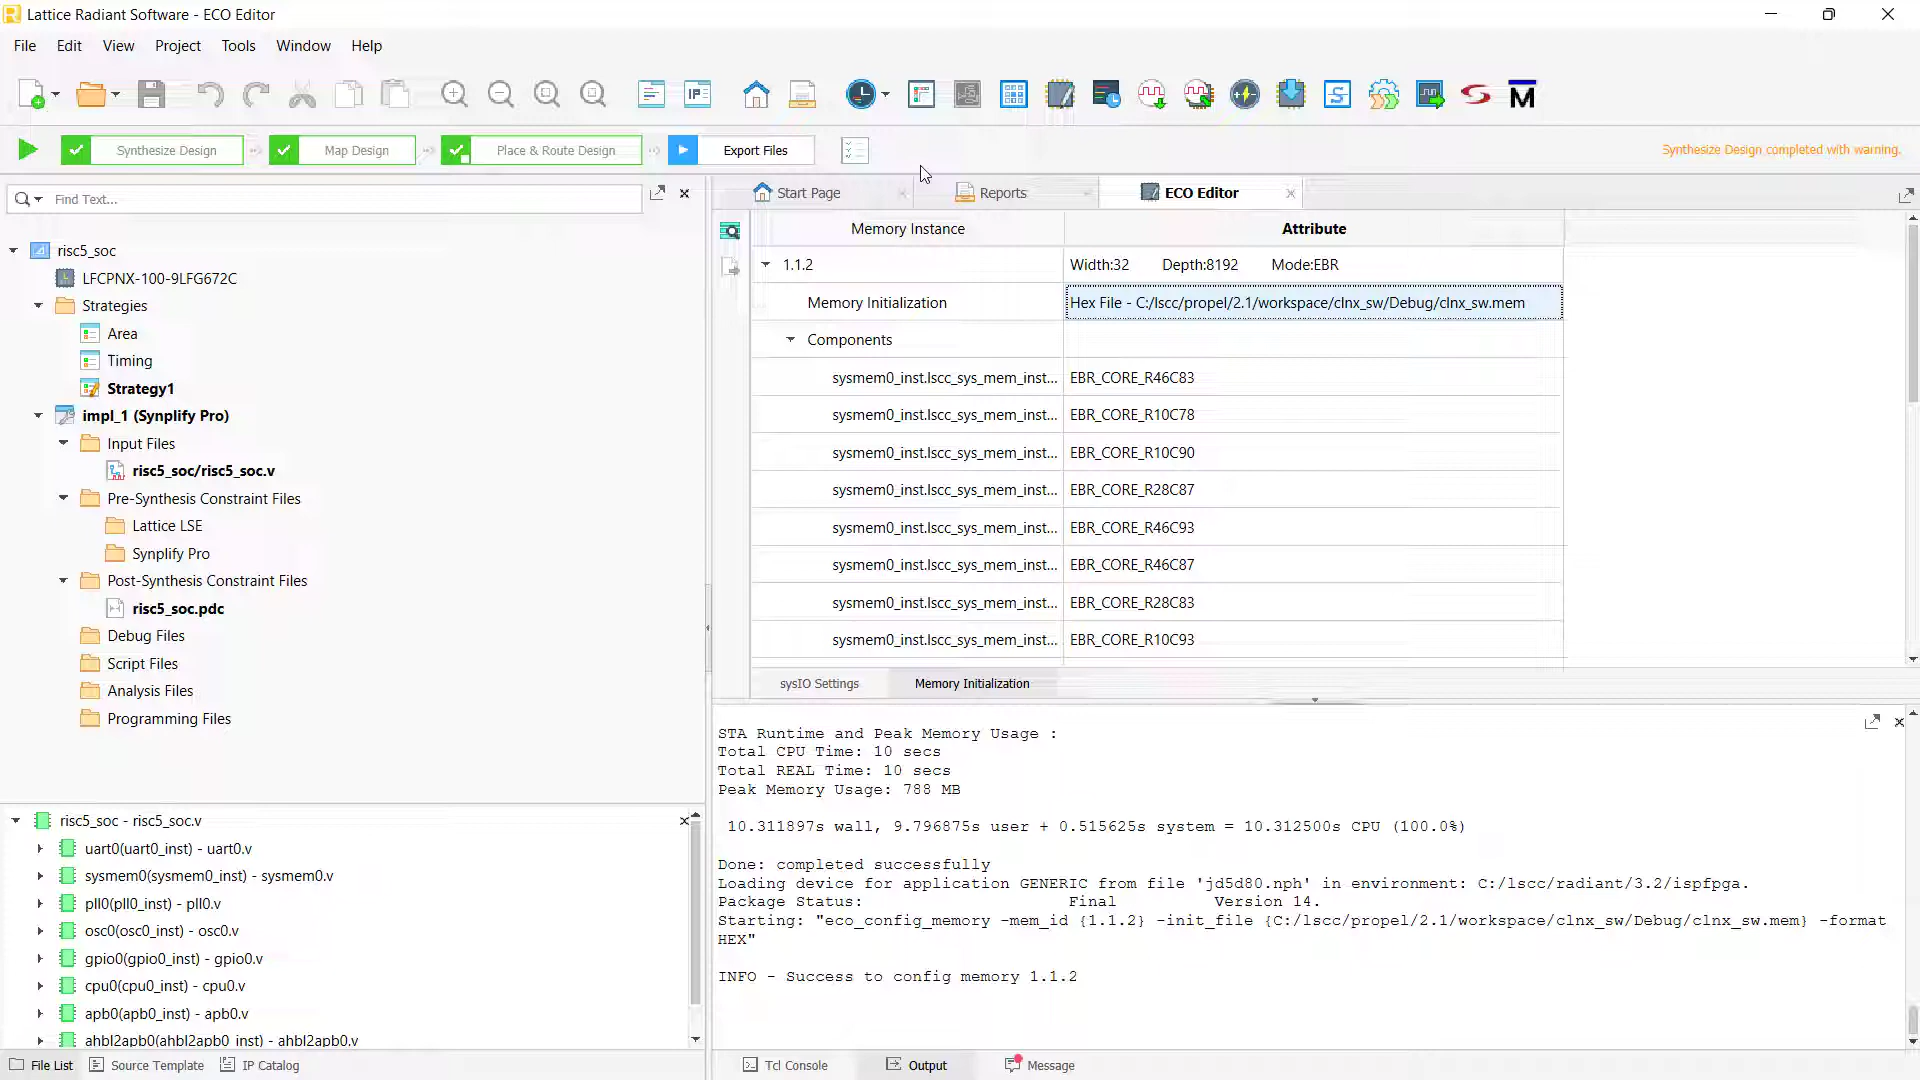 Lattice Radiant Software - ECO Editor
File Edit View Project Tools Window Help
IP
Synthesize Design Map Design Place & Route Design Export Files Synthesize Design completed with warning.
Find Text...
Start Page Reports ECO Editor
risc5_soc
LFCPNX-100-9LFG672C
Strategies
Area
Timing
Strategy1
impl_1 (Synplify Pro)
Input Files
risc5_soc/risc5_soc.v
Pre-Synthesis Constraint Files
Lattice LSE
Synplify Pro
Post-Synthesis Constraint Files
risc5_soc.pdc
Debug Files
Script Files
Analysis Files
Programming Files
Memory Instance Attribute
1.1.2 Width:32 Depth:8192 Mode:EBR
Memory Initialization Hex File - C:/lscc/propel/2.1/workspace/clnx_sw/Debug/clnx_sw.mem
Components
sysmem0_inst.lscc_sys_mem_inst... EBR_CORE_R46C83
sysmem0_inst.lscc_sys_mem_inst... EBR_CORE_R10C78
sysmem0_inst.lscc_sys_mem_inst... EBR_CORE_R10C90
sysmem0_inst.lscc_sys_mem_inst... EBR_CORE_R28C87
sysmem0_inst.lscc_sys_mem_inst... EBR_CORE_R46C93
sysmem0_inst.lscc_sys_mem_inst... EBR_CORE_R46C87
sysmem0_inst.lscc_sys_mem_inst... EBR_CORE_R28C83
sysmem0_inst.lscc_sys_mem_inst... EBR_CORE_R10C93
sysIO Settings Memory Initialization
STA Runtime and Peak Memory Usage :
Total CPU Time: 10 secs
Total REAL Time: 10 secs
Peak Memory Usage: 788 MB
10.311897s wall, 9.796875s user + 0.515625s system = 10.312500s CPU (100.0%)
Done: completed successfully
Loading device for application GENERIC from file 'jd5d80.nph' in environment: C:/lscc/radiant/3.2/ispfpga.
Package Status: Final Version 14.
Starting: "eco_config_memory -mem_id {1.1.2} -init_file {C:/lscc/propel/2.1/workspace/clnx_sw/Debug/clnx_sw.mem} -format
HEX"
INFO - Success to config memory 1.1.2
risc5_soc - risc5_soc.v
uart0(uart0_inst) - uart0.v
sysmem0(sysmem0_inst) - sysmem0.v
pll0(pll0_inst) - pll0.v
osc0(osc0_inst) - osc0.v
gpio0(gpio0_inst) - gpio0.v
cpu0(cpu0_inst) - cpu0.v
apb0(apb0_inst) - apb0.v
ahbl2apb0(ahbl2apb0_inst) - ahbl2apb0.v
File List Source Template IP Catalog
Tcl Console Output Message